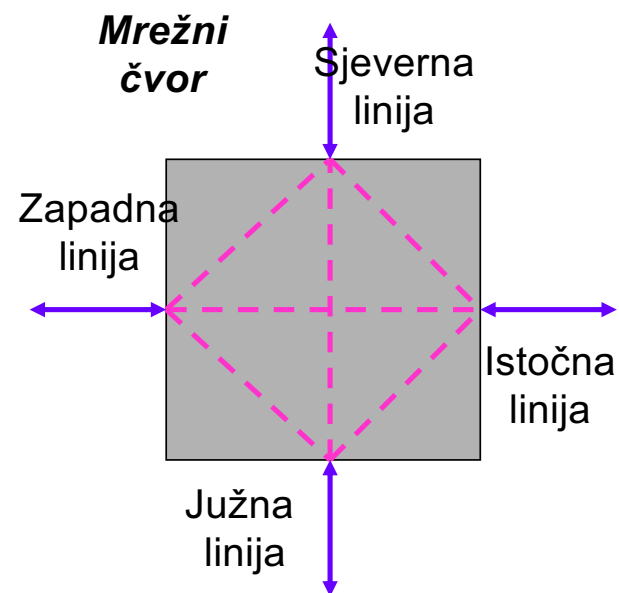 Mrežni
čvor
Sjeverna
linija
Zapadna
linija
Istočna
linija
Južna
linija